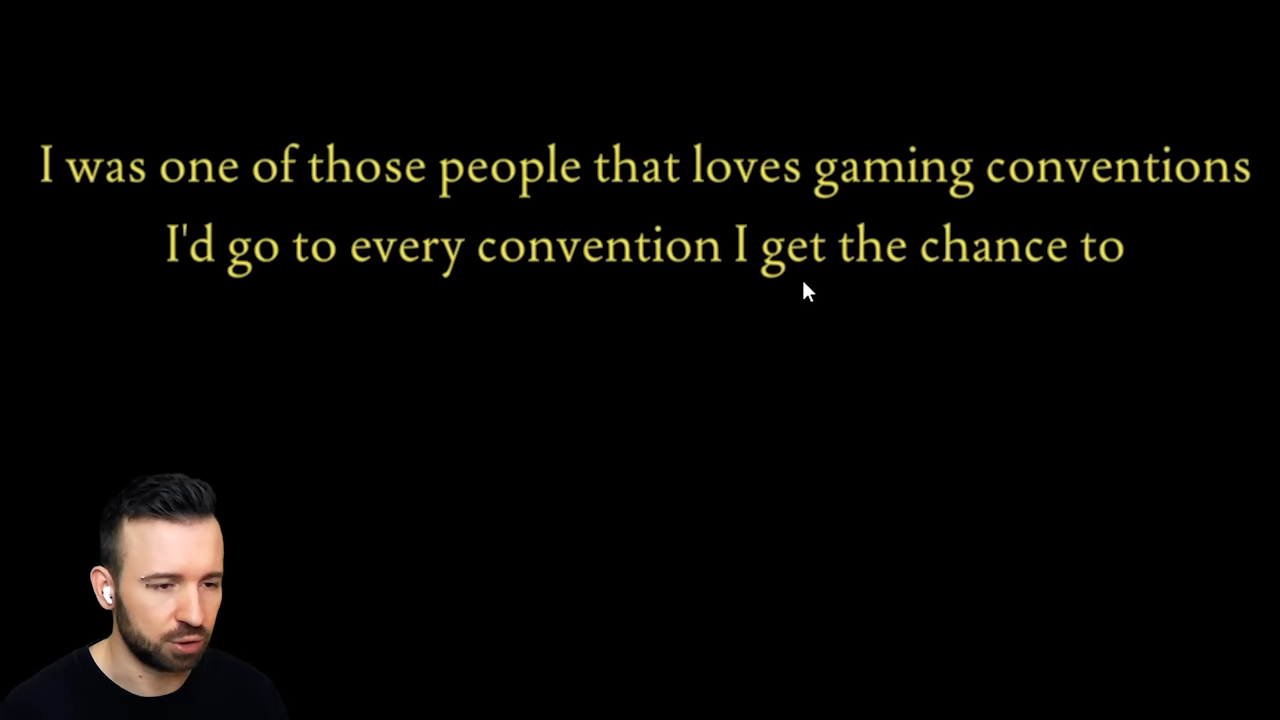 I was one of those people that loves gaming conventions
I'd go to every convention I get the chance to